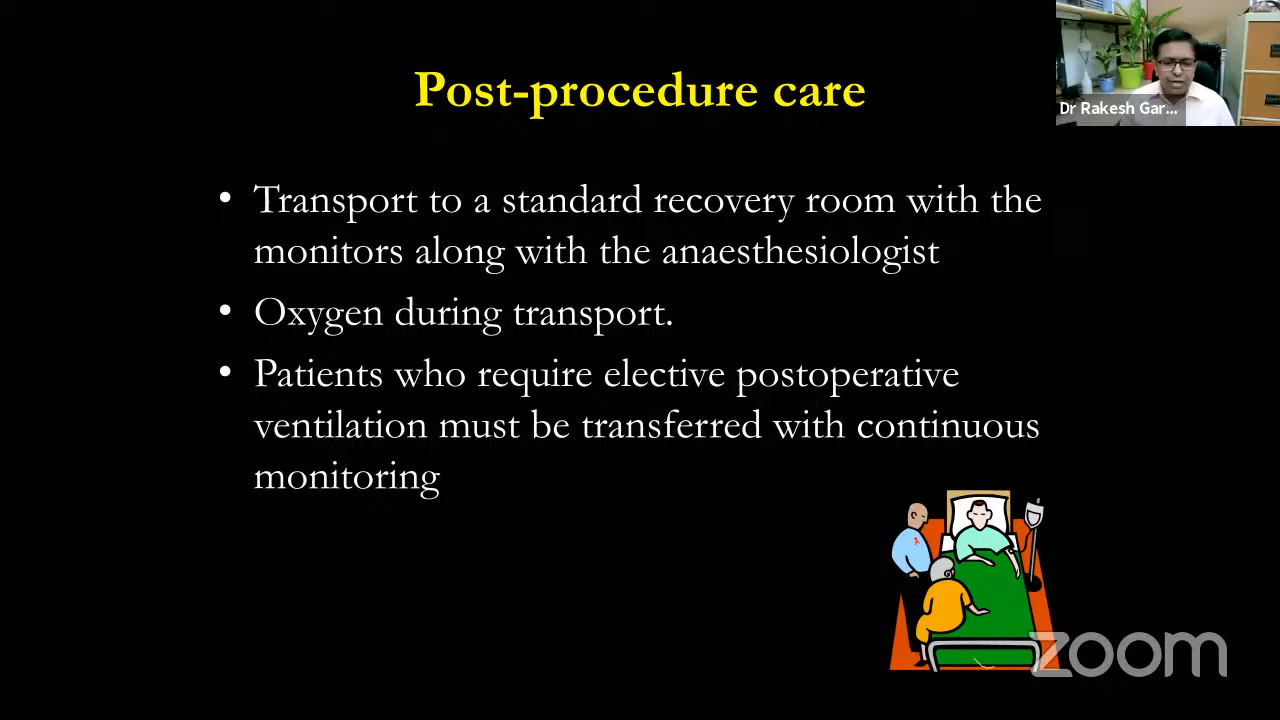 Post-procedure care
Dr Rakesh Gar...
• Transport to a standard recovery room with the
monitors along with the anaesthesiologist
• Oxygen during transport.
• Patients who require elective postoperative
ventilation must be transferred with continuous
monitoring
zoom